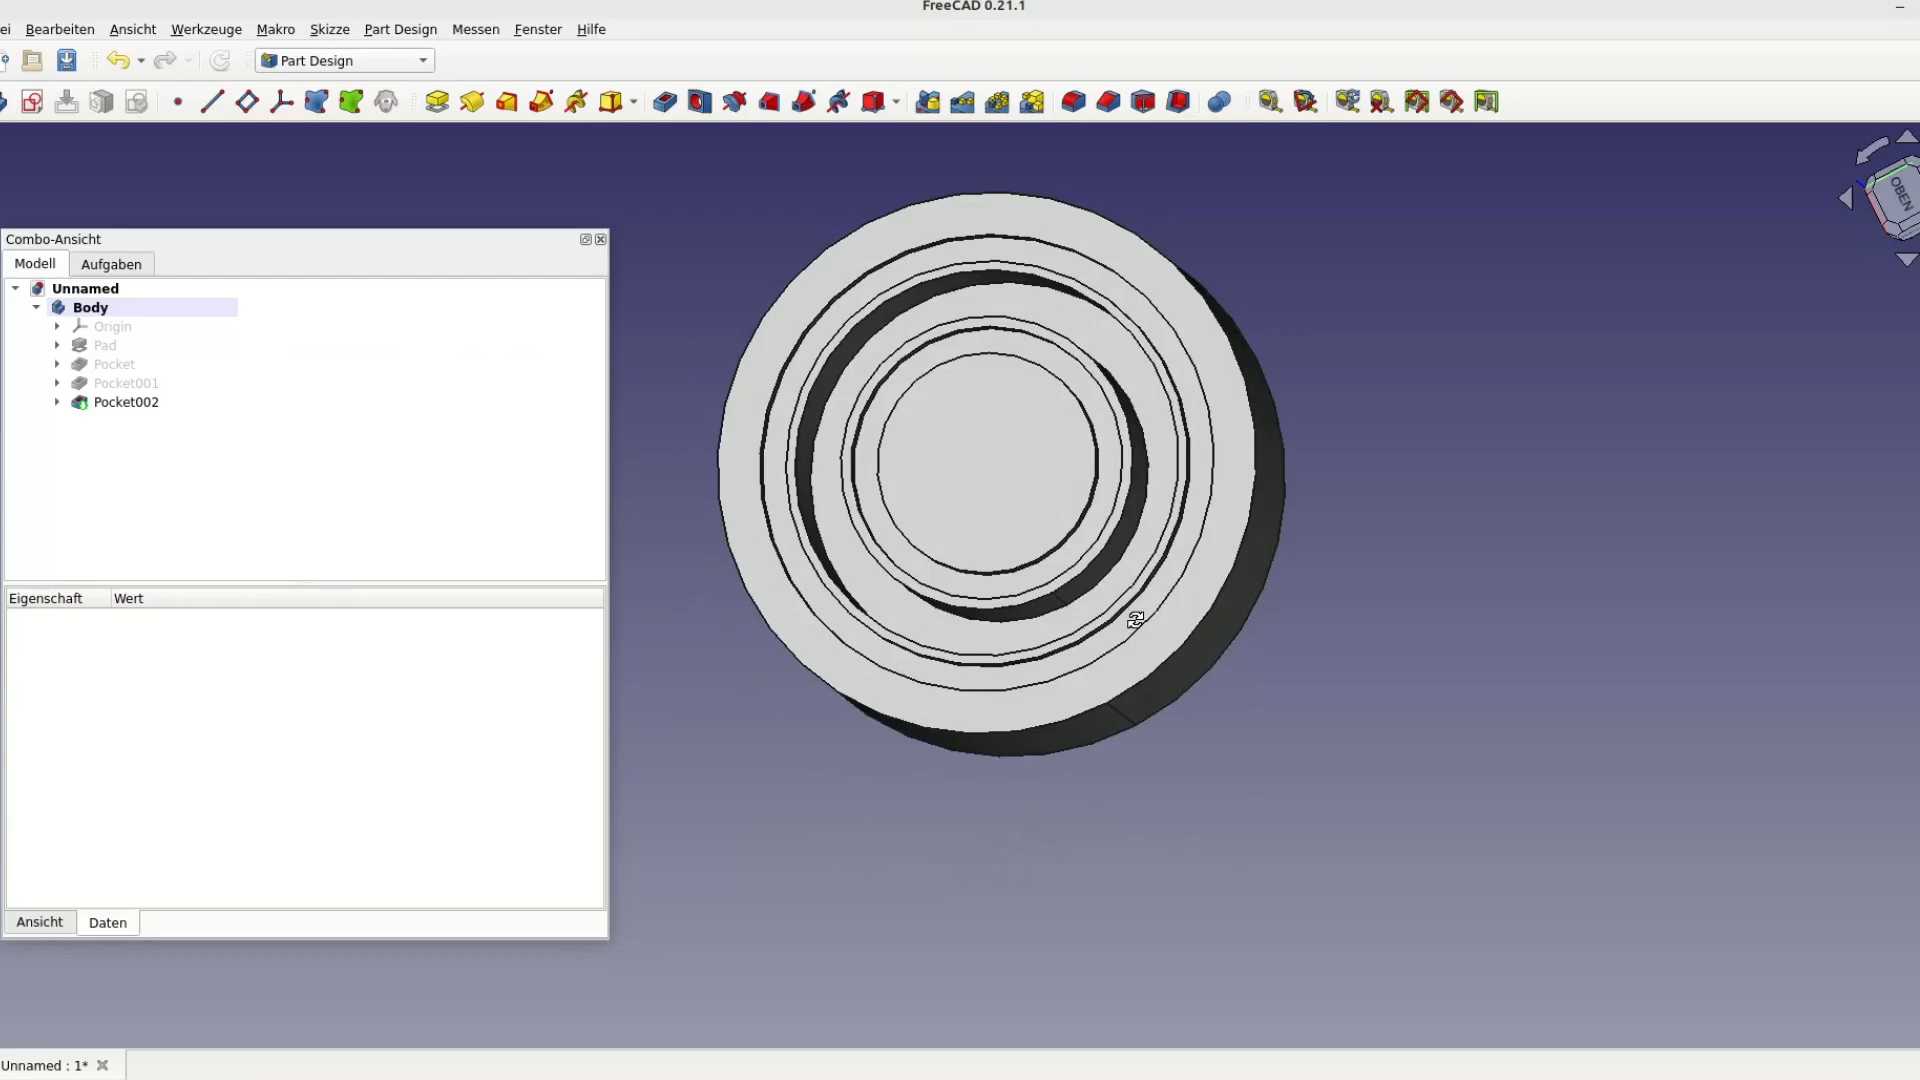 FreeCAD 0.21.1
ei Bearbeiten Ansicht Werkzeuge Makro Skizze Part Design Messen Fenster Hilfe
Part Design
OBEN
Combo-Ansicht
Modell Aufgaben
Unnamed
Body
Origin
Pad
Pocket
Pocket001
Pocket002
Eigenschaft Wert
Ansicht Daten
Unnamed : 1*